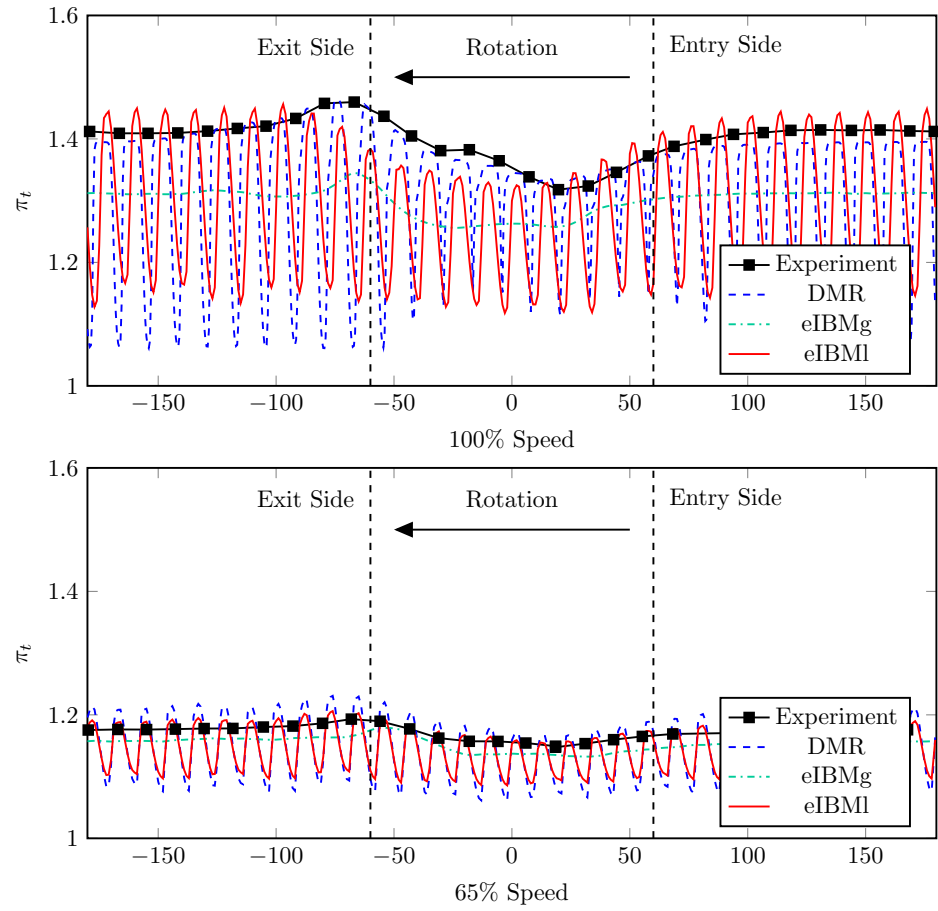 1.6
Exit Side
Rotation
Entry Side
1.4
π_t
1.2
Experiment
DMR
eIBMg
eIBMl
1
−150
−100
−50
0
50
100
150
100% Speed
1.6
Exit Side
Rotation
Entry Side
1.4
π_t
1.2
Experiment
DMR
eIBMg
eIBMl
1
−150
−100
−50
0
50
100
150
65% Speed